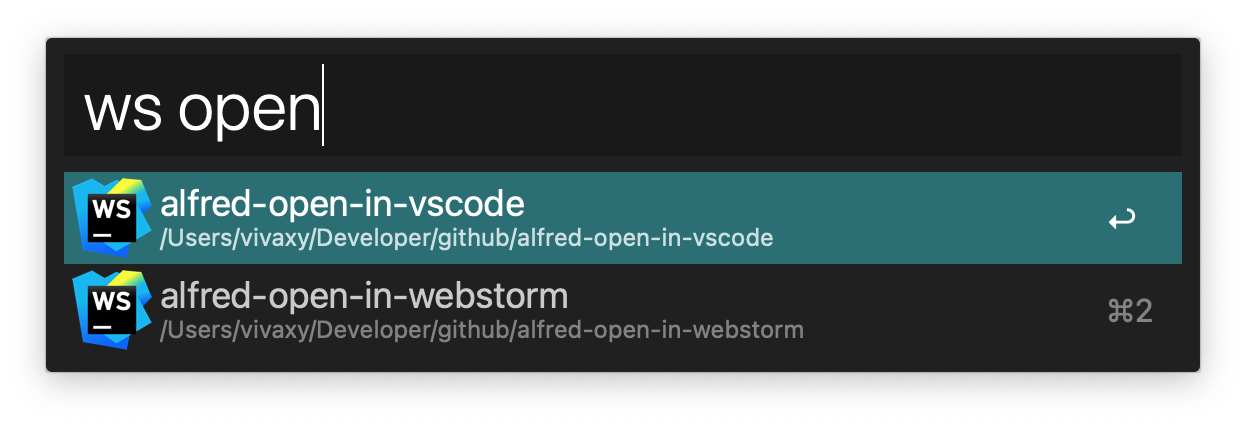 ws open
WS
alfred-open-in-vscode
/Users/vivaxy/Developer/github/alfred-open-in-vscode
WS
alfred-open-in-webstorm
/Users/vivaxy/Developer/github/alfred-open-in-webstorm
⌘2